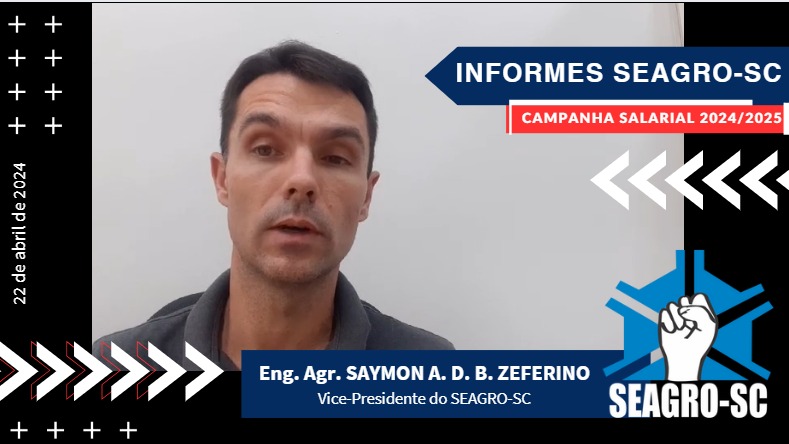 INFORMES SEAGRO-SC
CAMPANHA SALARIAL 2024/2025
22 de abril de 2024
Eng. Agr. SAYMON A. D. B. ZEFERINO
Vice-Presidente do SEAGRO-SC
SEAGRO-SC